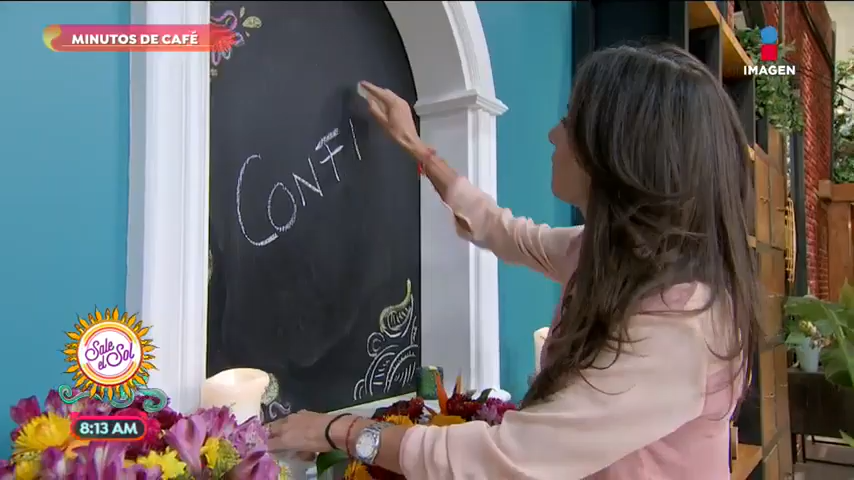 MINUTOS DE CAFÉ
IMAGEN
CONFI
Sale el Sol
8:13 AM